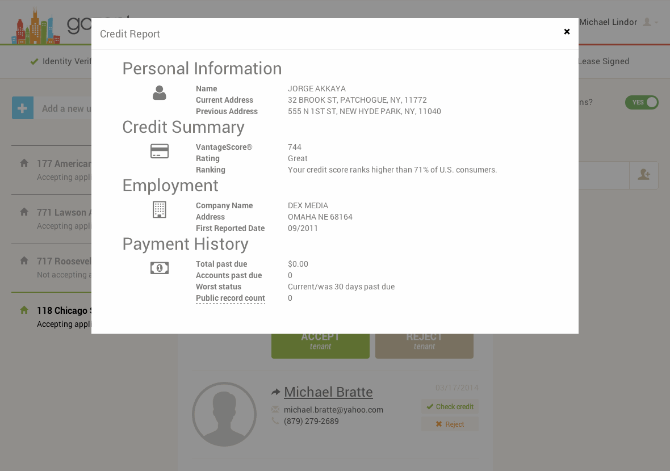 go
Michael Lindor
Credit Report
×
Identity Verif
Lease Signed
Add a new u
ns?
YES
Personal Information
Name JORGE AKKAYA
Current Address 32 BROOK ST, PATCHOGUE, NY, 11772
Previous Address 555 N 1ST ST, NEW HYDE PARK, NY, 11040
Credit Summary
VantageScore® 744
Rating Great
Ranking Your credit score ranks higher than 71% of U.S. consumers.
Employment
Company Name DEX MEDIA
Address OMAHA NE 68164
First Reported Date 09/2011
Payment History
Total past due $0.00
Accounts past due 0
Worst status Current/was 30 days past due
Public record count 0
177 American
Accepting appl
771 Lawson A
Accepting appl
717 Roosevel
Not accepting a
118 Chicago S
Accepting appl
ACCEPT
tenant
REJECT
tenant
Michael Bratte
michael.bratte@yahoo.com
(879) 279-2689
Check credit
Reject